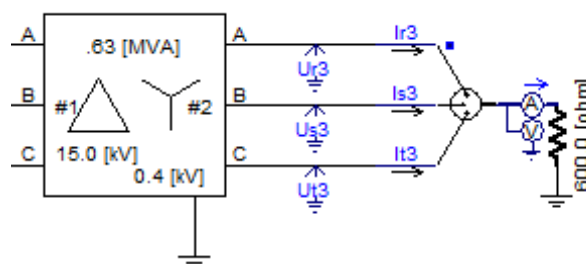 A
.63 [MVA]
A
Ir3
Ur3
B
#1
#2
B
Is3
Us3
A
V
C
15.0 [kV]
0.4 [kV]
C
It3
Ut3
600.0 [ohm]